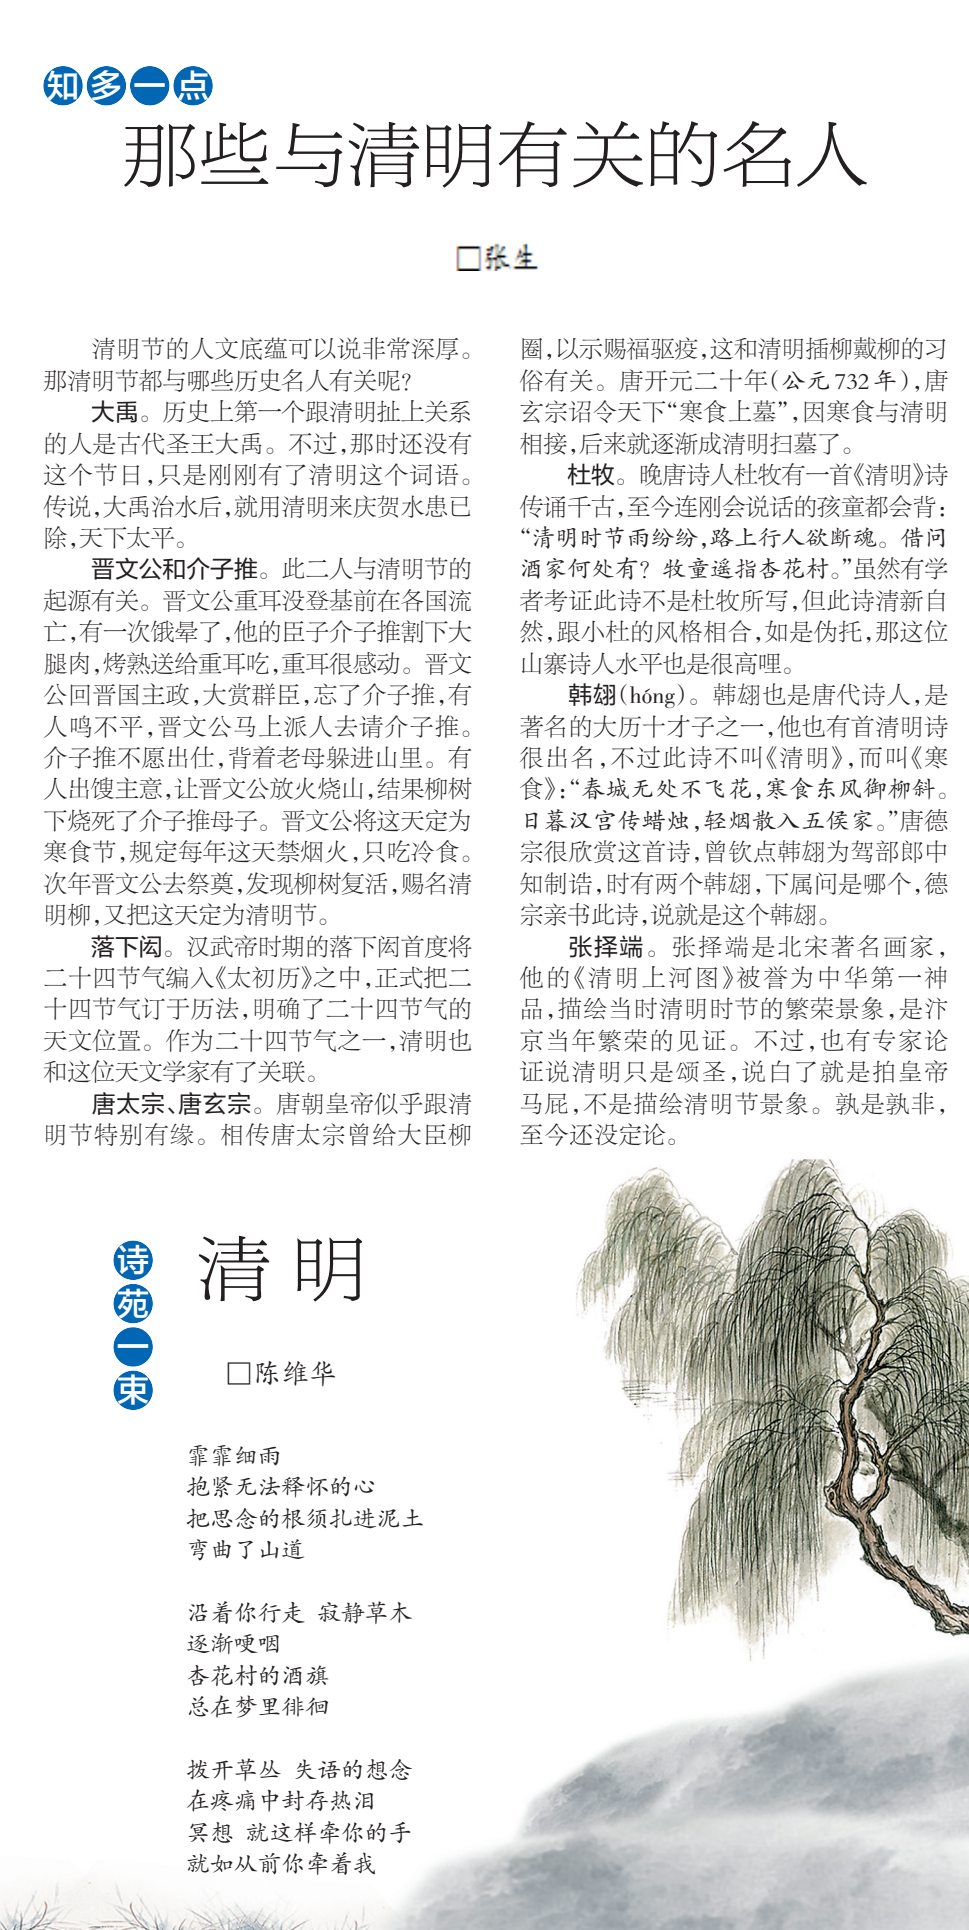 知多一点
那些与清明有关的名人
□张生
清明节的人文底蕴可以说非常深厚。
那清明节都与哪些历史名人有关呢?
大禹。历史上第一个跟清明扯上关系
的人是古代圣王大禹。不过,那时还没有
这个节日,只是刚刚有了清明这个词语。
传说,大禹治水后,就用清明来庆贺水患已
除,天下太平。
晋文公和介子推。此二人与清明节的
起源有关。晋文公重耳没登基前在各国流
亡,有一次饿晕了,他的臣子介子推割下大
腿肉,烤熟送给重耳吃,重耳很感动。晋文
公回晋国主政,大赏群臣,忘了介子推,有
人鸣不平,晋文公马上派人去请介子推。
介子推不愿出仕,背着老母躲进山里。有
人出馊主意,让晋文公放火烧山,结果柳树
下烧死了介子推母子。晋文公将这天定为
寒食节,规定每年这天禁烟火,只吃冷食。
次年晋文公去祭奠,发现柳树复活,赐名清
明柳,又把这天定为清明节。
落下闳。汉武帝时期的落下闳首度将
二十四节气编入《太初历》之中,正式把二
十四节气订于历法,明确了二十四节气的
天文位置。作为二十四节气之一,清明也
和这位天文学家有了关联。
唐太宗、唐玄宗。唐朝皇帝似乎跟清
明节特别有缘。相传唐太宗曾给大臣柳
圈,以示赐福驱疫,这和清明插柳戴柳的习
俗有关。唐开元二十年(公元732年),唐
玄宗诏令天下“寒食上墓”,因寒食与清明
相接,后来就逐渐成清明扫墓了。
杜牧。晚唐诗人杜牧有一首《清明》诗
传诵千古,至今连刚会说话的孩童都会背:
“清明时节雨纷纷,路上行人欲断魂。借问
酒家何处有?牧童遥指杏花村。”虽然有学
者考证此诗不是杜牧所写,但此诗清新自
然,跟小杜的风格相合,如是伪托,那这位
山寨诗人水平也是很高哩。
韩翃(hóng)。韩翃也是唐代诗人,是
著名的大历十才子之一,他也有首清明诗
很出名,不过此诗不叫《清明》,而叫《寒
食》:“春城无处不飞花,寒食东风御柳斜。
日暮汉宫传蜡烛,轻烟散入五侯家。”唐德
宗很欣赏这首诗,曾钦点韩翃为驾部郎中
知制诰,时有两个韩翃,下属问是哪个,德
宗亲书此诗,说就是这个韩翃。
张择端。张择端是北宋著名画家,
他的《清明上河图》被誉为中华第一神
品,描绘当时清明时节的繁荣景象,是汴
京当年繁荣的见证。不过,也有专家论
证说清明只是颂圣,说白了就是拍皇帝
马屁,不是描绘清明节景象。孰是孰非,
至今还没定论。
诗苑一束
清明
□陈维华
霏霏细雨
抱紧无法释怀的心
把思念的根须扎进泥土
弯曲了山道
沿着你行走 寂静草木
逐渐哽咽
杏花村的酒旗
总在梦里徘徊
拨开草丛 失语的想念
在疼痛中封存热泪
冥想 就这样牵你的手
就如从前你牵着我